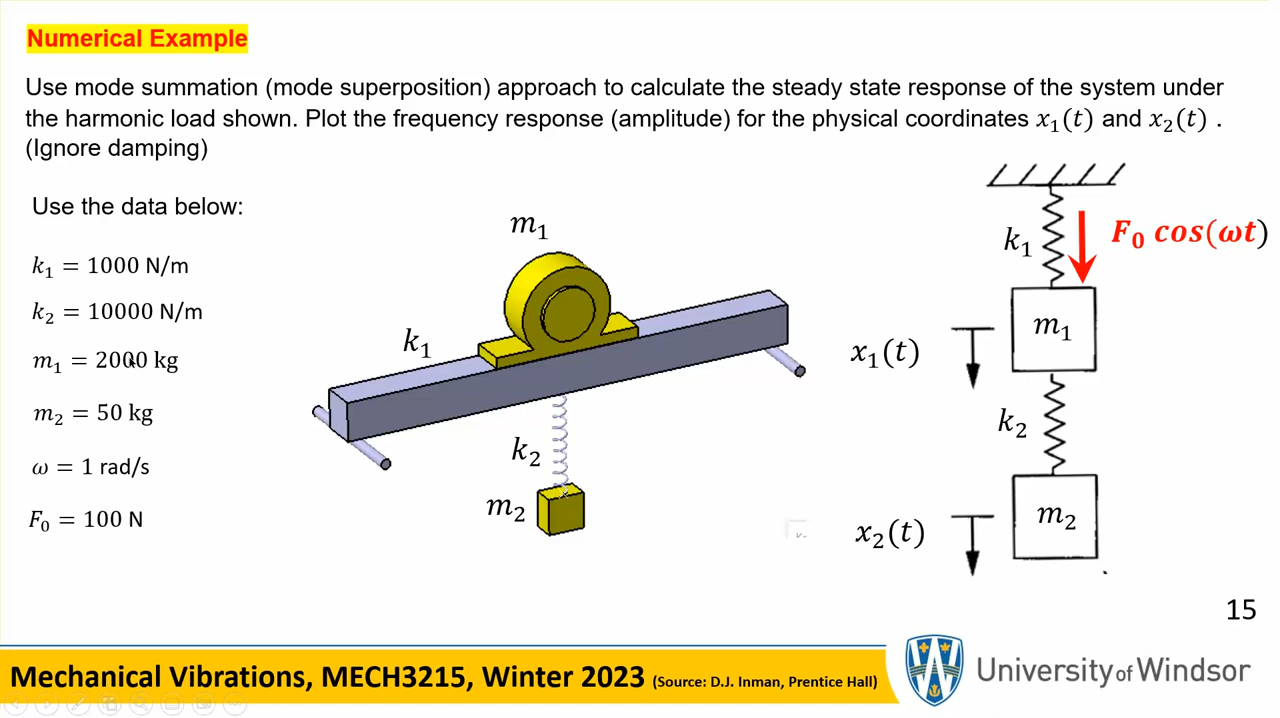 Numerical Example
Use mode summation (mode superposition) approach to calculate the steady state response of the system under
the harmonic load shown. Plot the frequency response (amplitude) for the physical coordinates x₁(t) and x₂(t) .
(Ignore damping)
Use the data below:
k₁ = 1000 N/m
k₂ = 10000 N/m
m₁ = 2000 kg
m₂ = 50 kg
ω = 1 rad/s
F₀ = 100 N
m₁
k₁
k₂
m₂
k₁
F₀ cos(ωt)
m₁
x₁(t)
k₂
m₂
x₂(t)
15
Mechanical Vibrations, MECH3215, Winter 2023 (Source: D.J. Inman, Prentice Hall)
University of Windsor